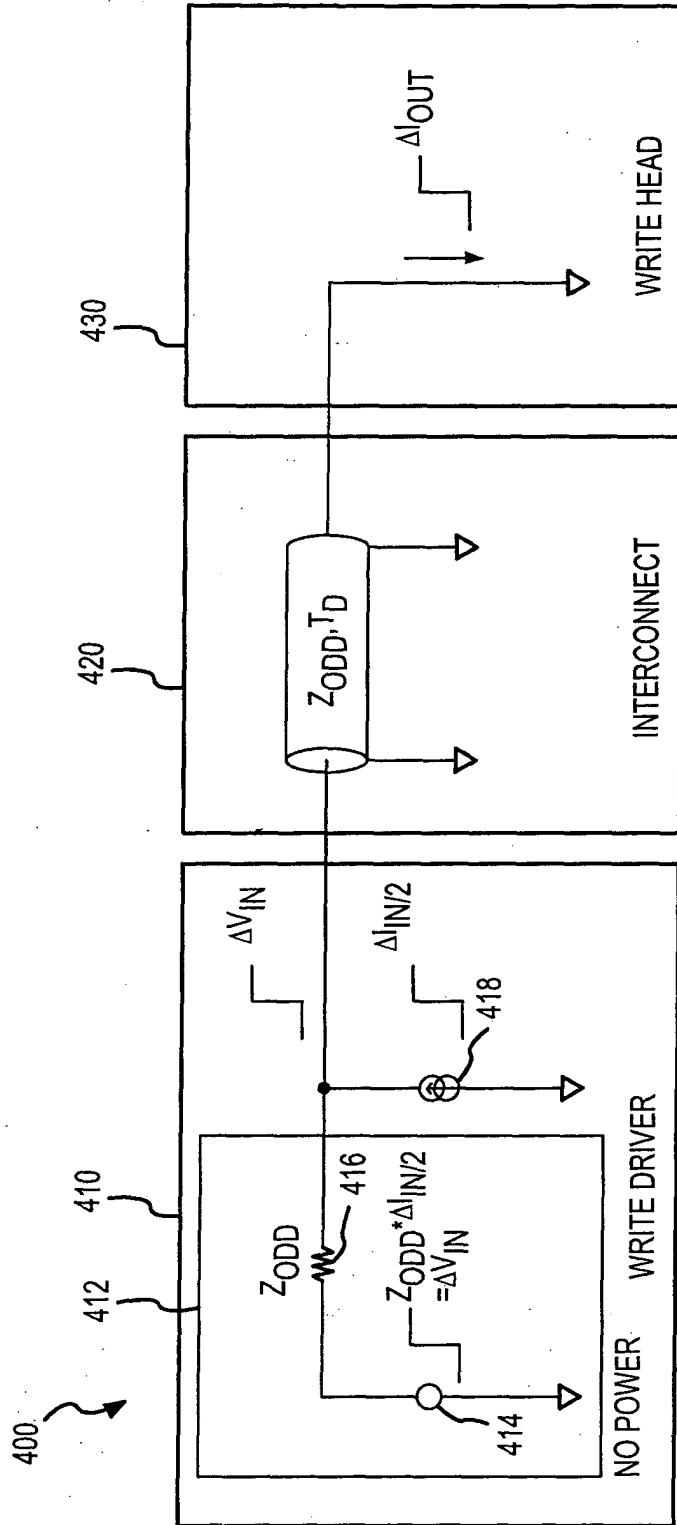 400
410
412
Z_ODD
416
Z_ODD*ΔI_IN/2
=ΔV_IN
414
NO POWER
ΔV_IN
ΔI_IN/2
418
WRITE DRIVER
420
Z_ODD,T_D
INTERCONNECT
430
ΔI_OUT
WRITE HEAD